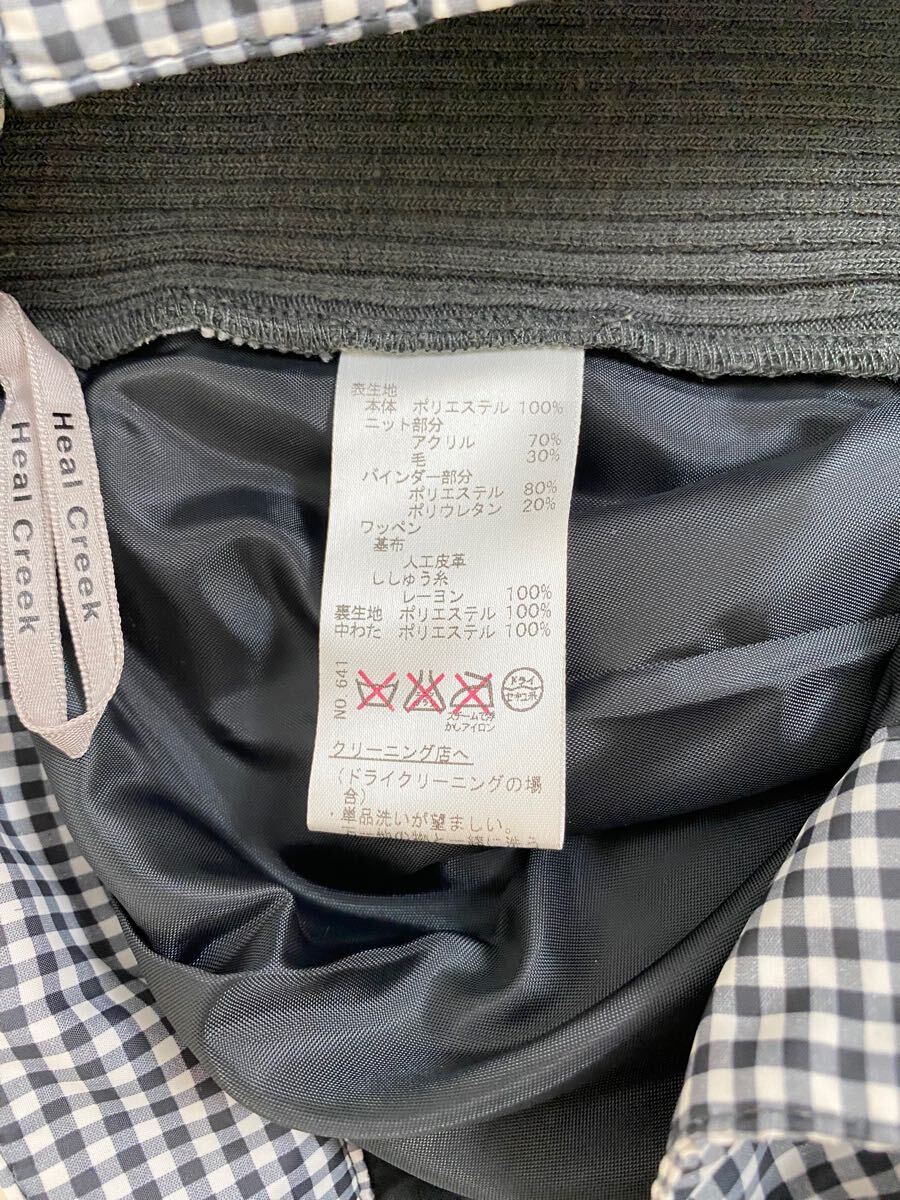 Heal Creek
Heal Creek
表生地
本体 ポリエステル 100%
ニット部分
アクリル 70%
毛 30%
バインダー部分
ポリエステル 80%
ポリウレタン 20%
ワッペン
基布
人工皮革
ししゅう糸
レーヨン 100%
裏生地 ポリエステル 100%
中わた ポリエステル 100%
NO. 641
ドライ
セキユ系
スチームで浮
かしアイロン
クリーニング店へ
(ドライクリーニングの場
合)
・単品洗いが望ましい。